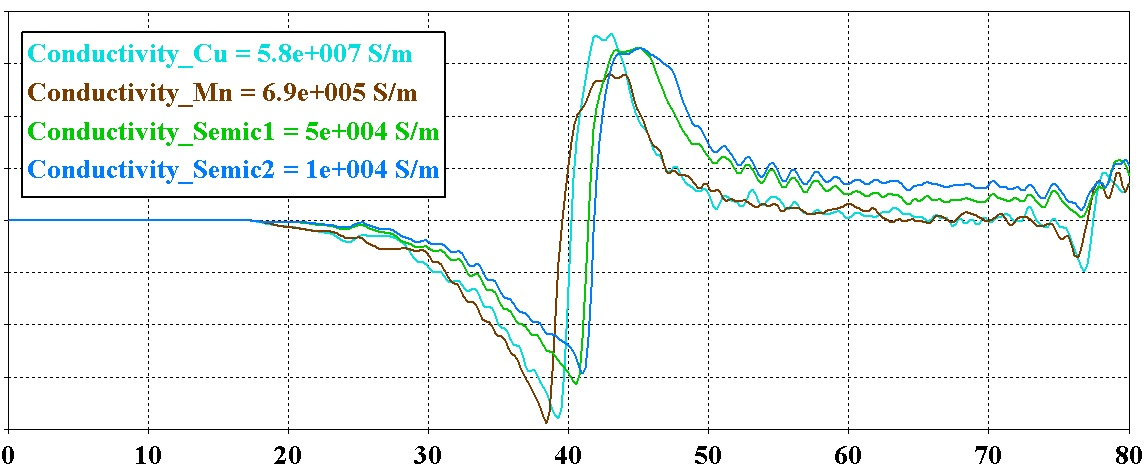 Conductivity_Cu = 5.8e+007 S/m
Conductivity_Mn = 6.9e+005 S/m
Conductivity_Semic1 = 5e+004 S/m
Conductivity_Semic2 = 1e+004 S/m
0 10 20 30 40 50 60 70 80